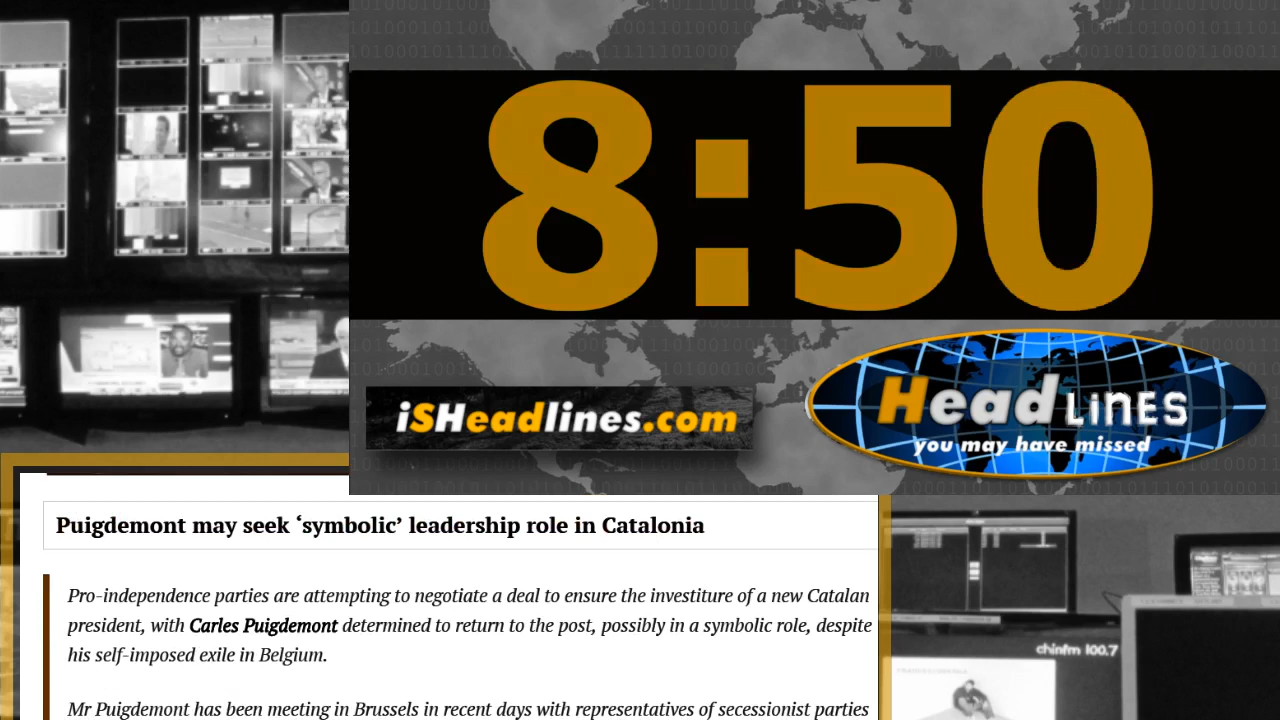 8:50
iSHeadlines.com
HeadLiNES
you may have missed
Puigdemont may seek ‘symbolic’ leadership role in Catalonia
Pro-independence parties are attempting to negotiate a deal to ensure the investiture of a new Catalan
president, with Carles Puigdemont determined to return to the post, possibly in a symbolic role, despite
his self-imposed exile in Belgium.
chinfm 100.7
Mr Puigdemont has been meeting in Brussels in recent days with representatives of secessionist parties